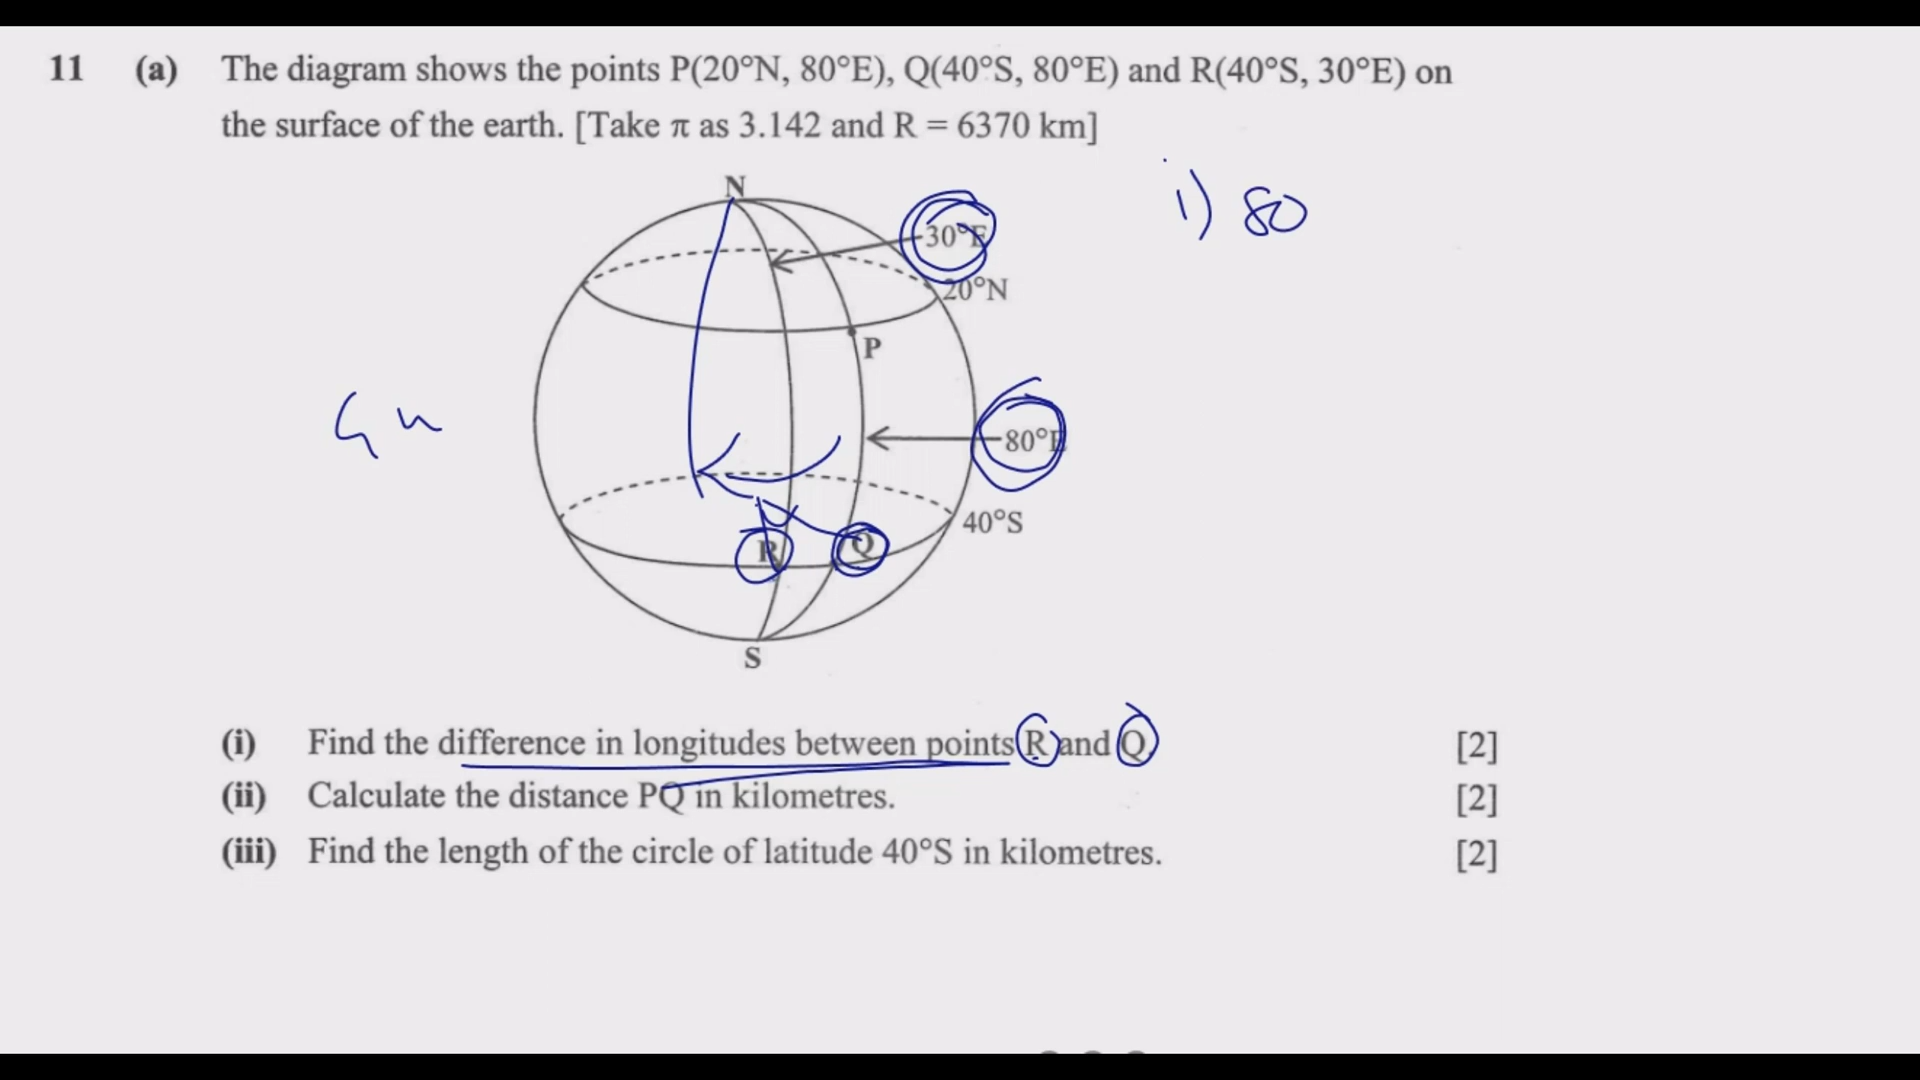 11 (a) The diagram shows the points P(20°N, 80°E), Q(40°S, 80°E) and R(40°S, 30°E) on
the surface of the earth. [Take π as 3.142 and R = 6370 km]
i) 80
N
30°E
20°N
P
80°E
40°S
R
Q
S
(i) Find the difference in longitudes between points R and Q. [2]
(ii) Calculate the distance PQ in kilometres. [2]
(iii) Find the length of the circle of latitude 40°S in kilometres. [2]